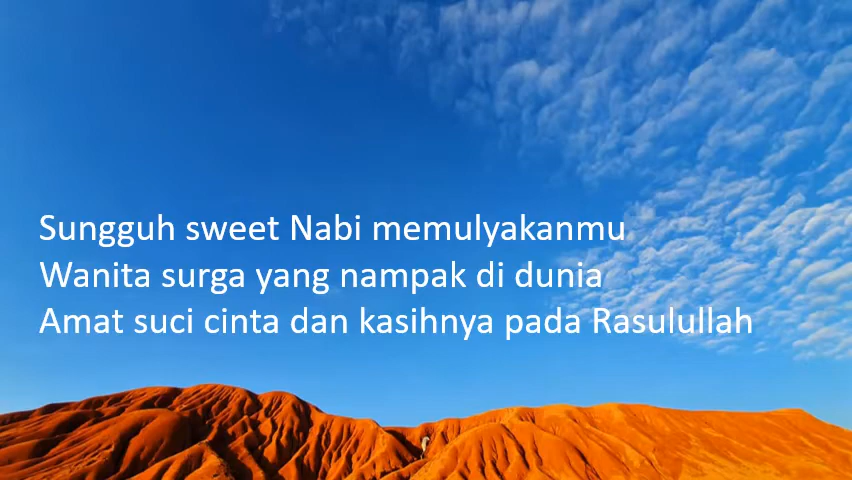 Sungguh sweet Nabi memulyakanmu
Wanita surga yang nampak di dunia
Amat suci cinta dan kasihnya pada Rasulullah